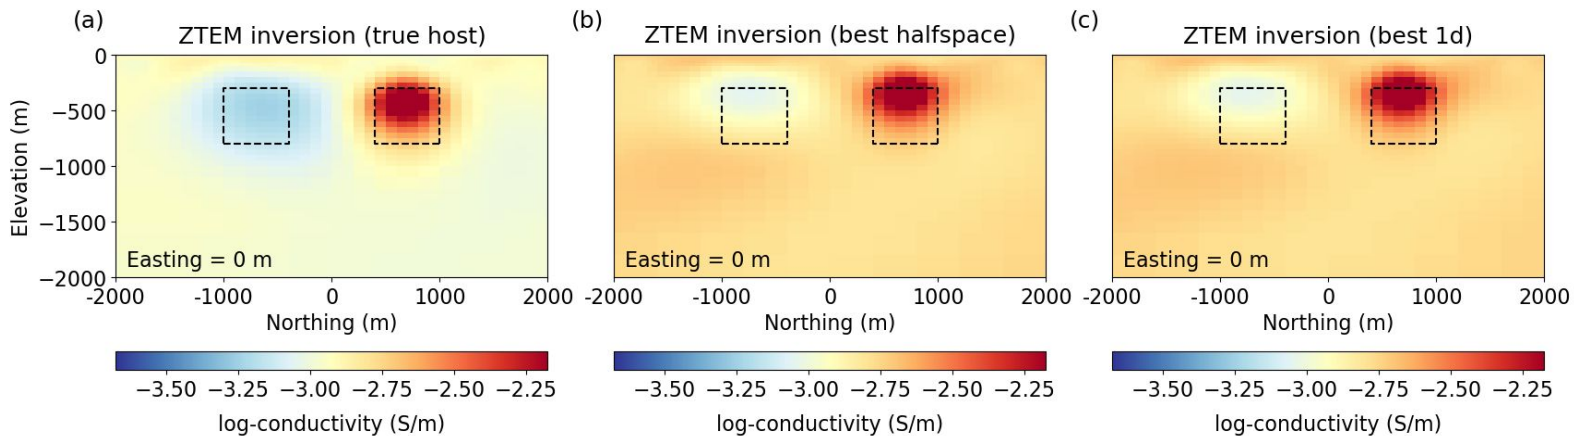 (a)
ZTEM inversion (true host)
(b)
ZTEM inversion (best halfspace)
(c)
ZTEM inversion (best 1d)
Elevation (m)
0
−500
−1000
−1500
−2000
Easting = 0 m
Easting = 0 m
Easting = 0 m
-2000 -1000 0 1000 2000
-2000 -1000 0 1000 2000
-2000 -1000 0 1000 2000
Northing (m)
Northing (m)
Northing (m)
−3.50 −3.25 −3.00 −2.75 −2.50 −2.25
−3.50 −3.25 −3.00 −2.75 −2.50 −2.25
−3.50 −3.25 −3.00 −2.75 −2.50 −2.25
log-conductivity (S/m)
log-conductivity (S/m)
log-conductivity (S/m)